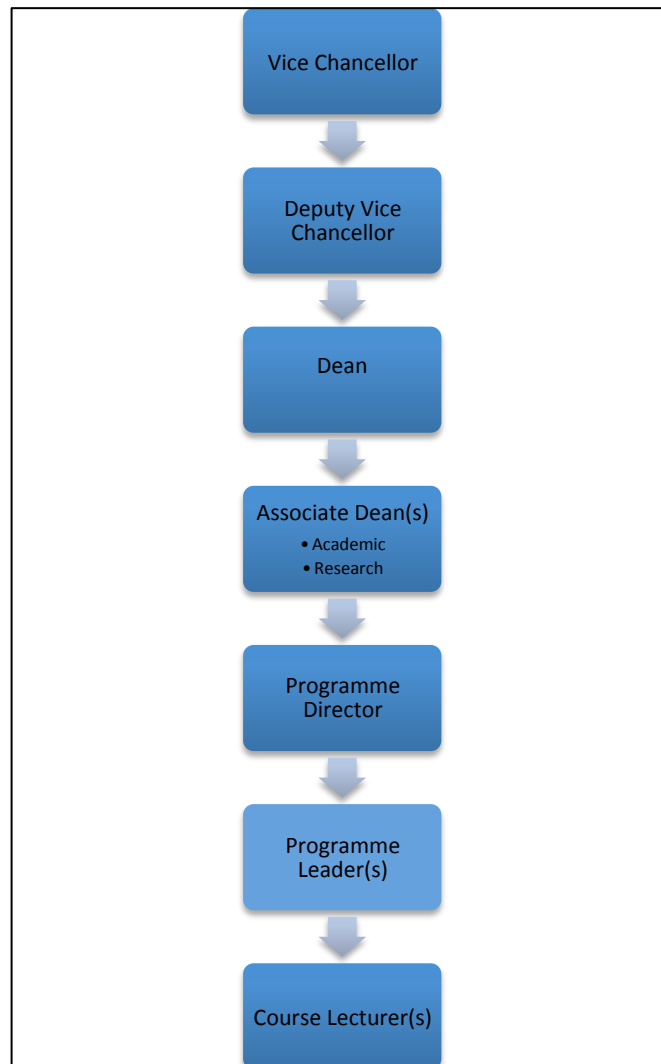 Vice Chancellor
Deputy Vice
Chancellor
Dean
Associate Dean(s)
• Academic
• Research
Programme
Director
Programme
Leader(s)
Course Lecturer(s)